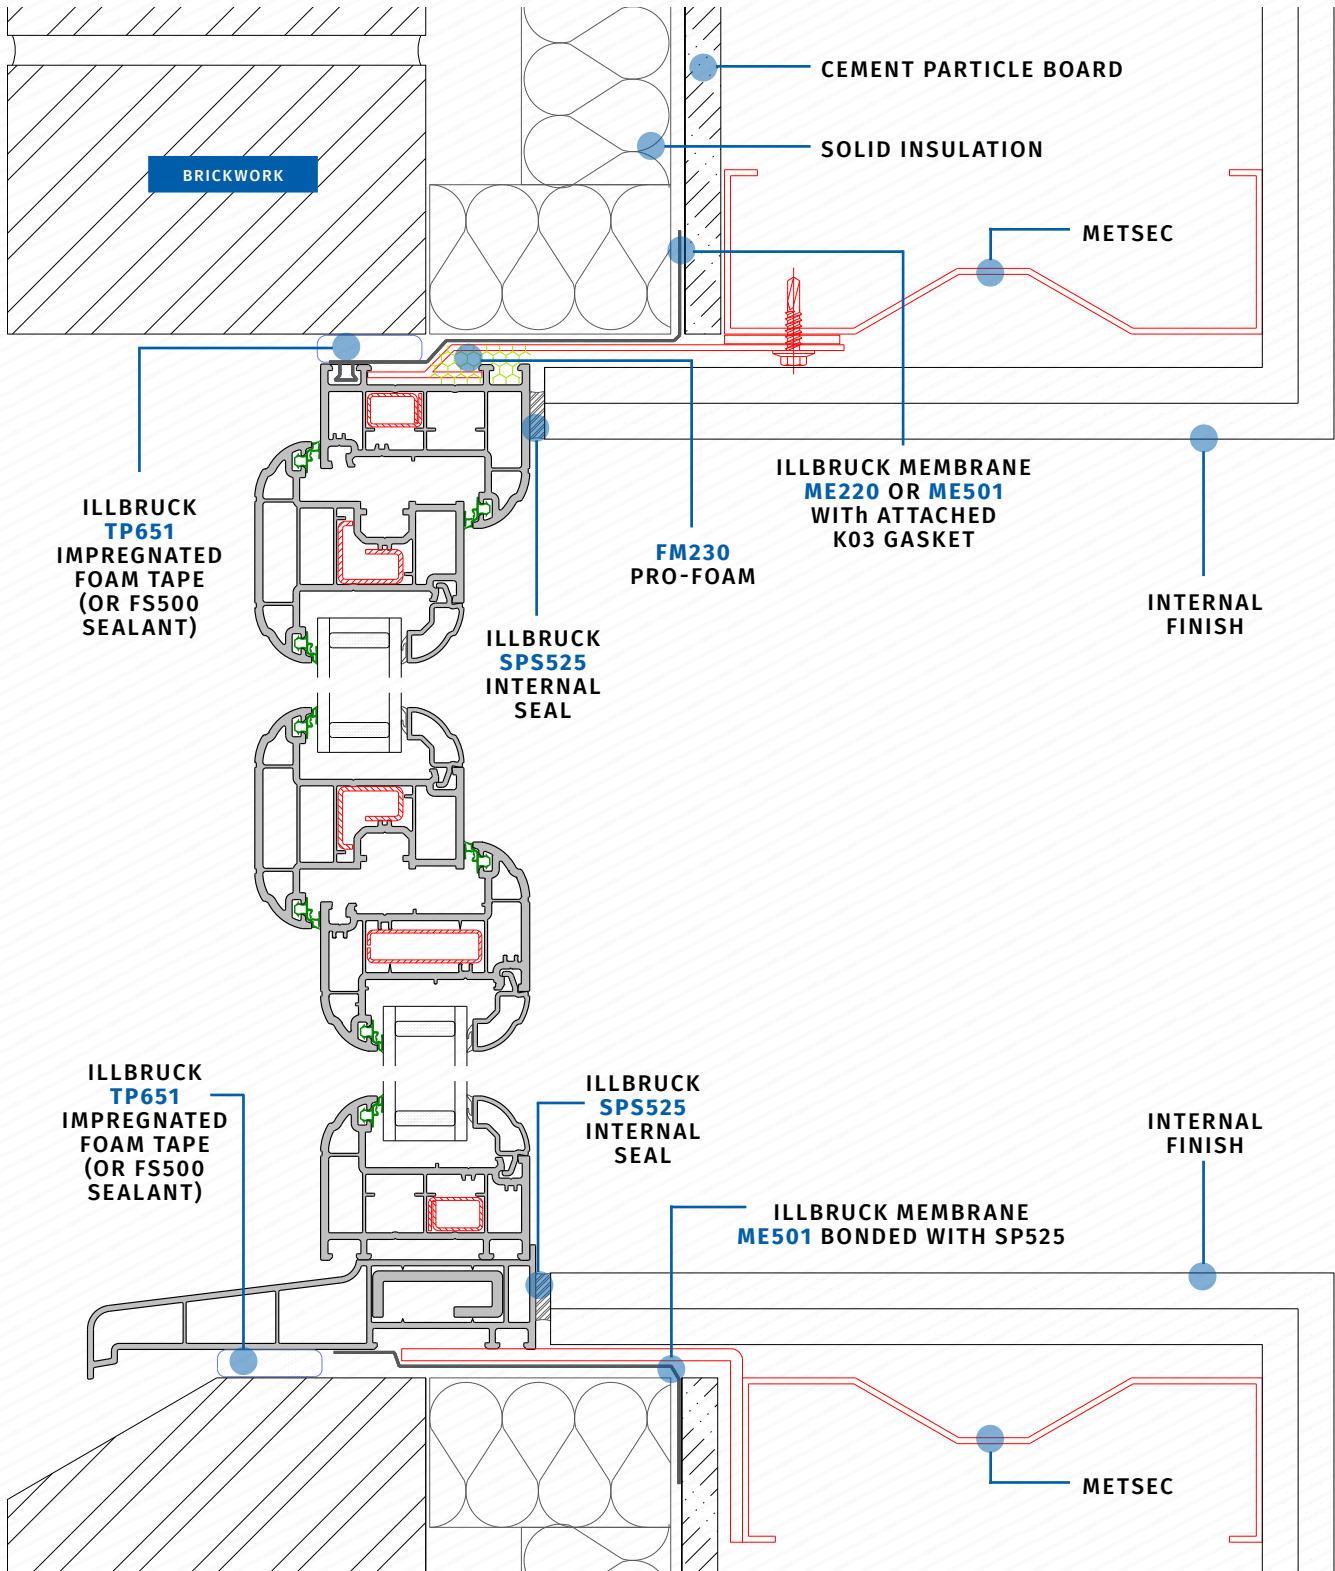 CEMENT PARTICLE BOARD
SOLID INSULATION
BRICKWORK
METSEC
ILLBRUCK MEMBRANE
ME220 OR ME501
WITh ATTACHED
K03 GASKET
ILLBRUCK
TP651
IMPREGNATED
FOAM TAPE
(OR FS500
SEALANT)
FM230
PRO-FOAM
INTERNAL
FINISH
ILLBRUCK
SPS525
INTERNAL
SEAL
ILLBRUCK
TP651
IMPREGNATED
FOAM TAPE
(OR FS500
SEALANT)
ILLBRUCK
SPS525
INTERNAL
SEAL
INTERNAL
FINISH
ILLBRUCK MEMBRANE
ME501 BONDED WITH SP525
METSEC